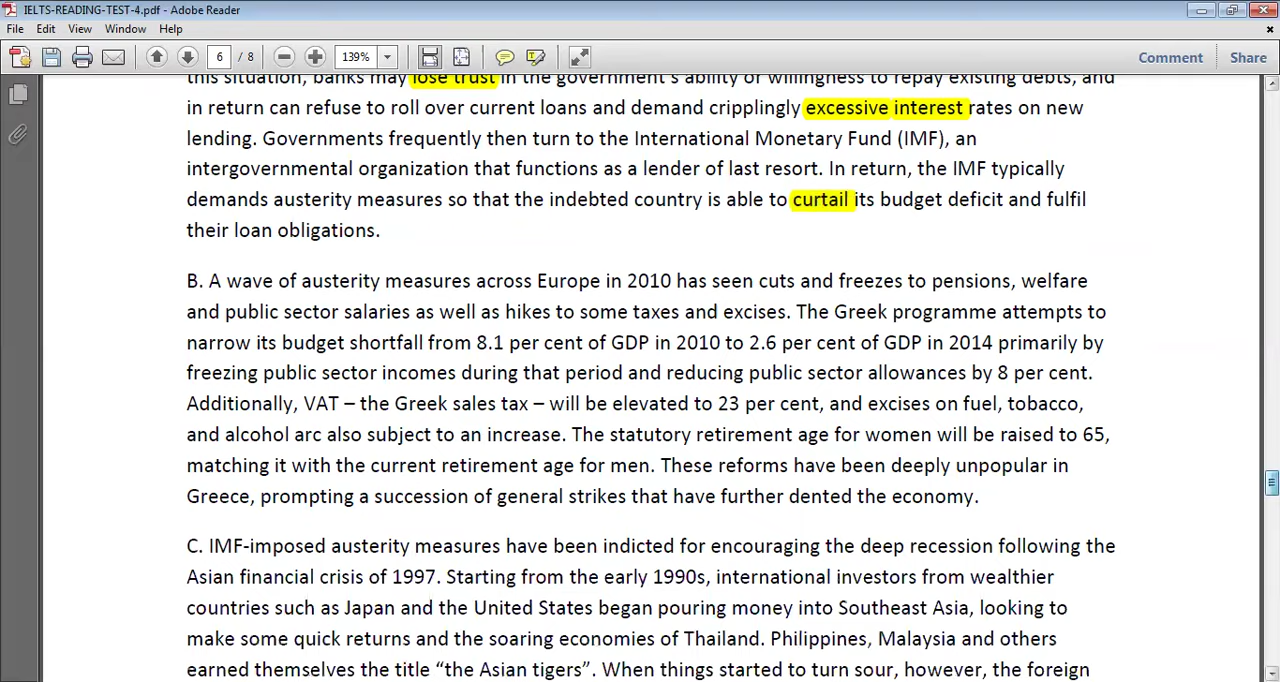 IELTS-READING-TEST-4.pdf - Adobe Reader
File Edit View Window Help
6 / 8 139% Comment Share
this situation, banks may lose trust in the government's ability or willingness to repay existing debts, and
in return can refuse to roll over current loans and demand cripplingly excessive interest rates on new
lending. Governments frequently then turn to the International Monetary Fund (IMF), an
intergovernmental organization that functions as a lender of last resort. In return, the IMF typically
demands austerity measures so that the indebted country is able to curtail its budget deficit and fulfil
their loan obligations.
B. A wave of austerity measures across Europe in 2010 has seen cuts and freezes to pensions, welfare
and public sector salaries as well as hikes to some taxes and excises. The Greek programme attempts to
narrow its budget shortfall from 8.1 per cent of GDP in 2010 to 2.6 per cent of GDP in 2014 primarily by
freezing public sector incomes during that period and reducing public sector allowances by 8 per cent.
Additionally, VAT – the Greek sales tax – will be elevated to 23 per cent, and excises on fuel, tobacco,
and alcohol arc also subject to an increase. The statutory retirement age for women will be raised to 65,
matching it with the current retirement age for men. These reforms have been deeply unpopular in
Greece, prompting a succession of general strikes that have further dented the economy.
C. IMF-imposed austerity measures have been indicted for encouraging the deep recession following the
Asian financial crisis of 1997. Starting from the early 1990s, international investors from wealthier
countries such as Japan and the United States began pouring money into Southeast Asia, looking to
make some quick returns and the soaring economies of Thailand. Philippines, Malaysia and others
earned themselves the title “the Asian tigers”. When things started to turn sour, however, the foreign